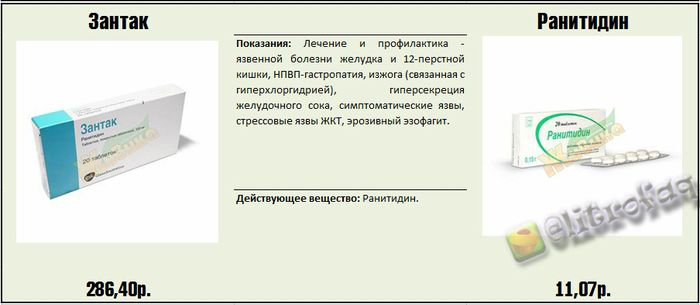 Зантак
Ранитидин
Показания: Лечение и профилактика -
язвенной болезни желудка и 12-перстной
кишки, НПВП-гастропатия, изжога (связанная с
гиперхлоргидрией), гиперсекреция
желудочного сока, симптоматические язвы,
стрессовые язвы ЖКТ, эрозивный эзофагит.
Зантак
Ранитидин
20 таблеток
20 таблеток
Ранитидин
0,15 г
Действующее вещество: Ранитидин.
elitrofaq
286,40р.
11,07р.